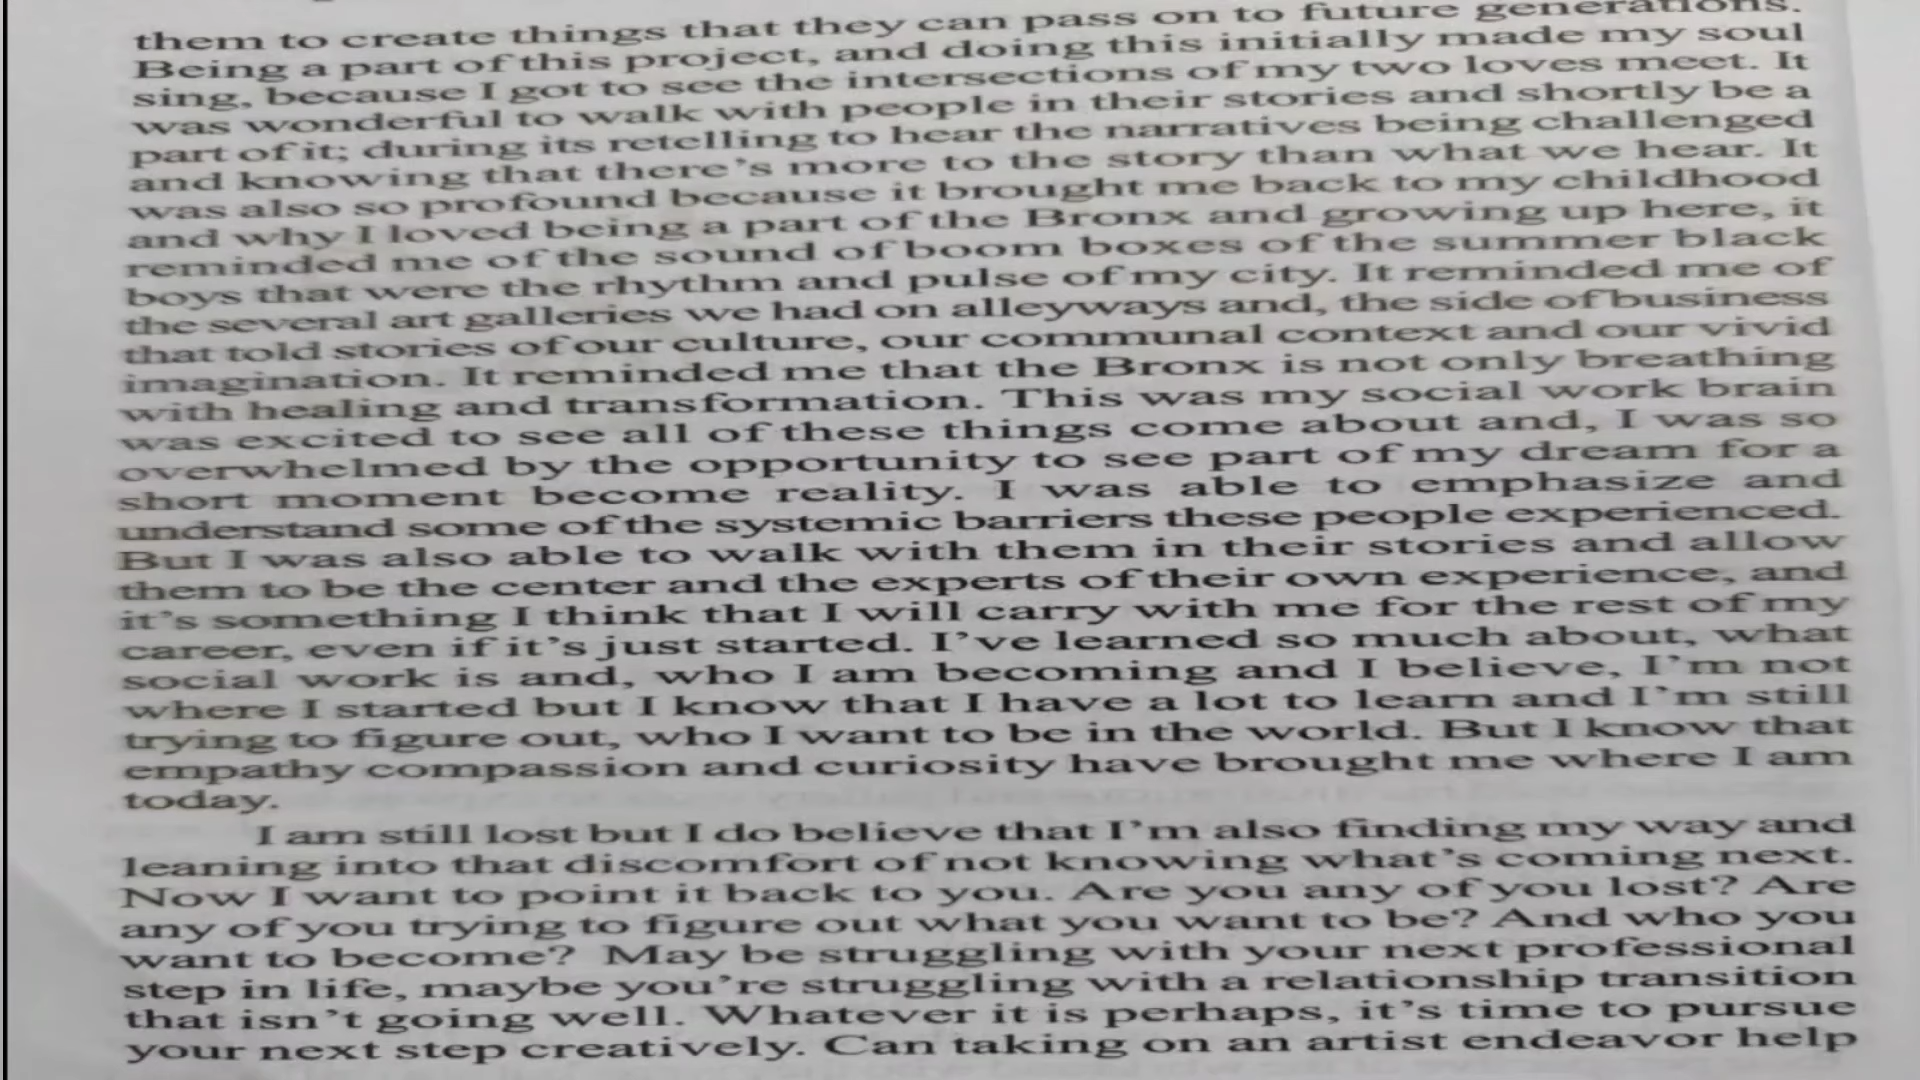 them to create things that they can pass on to future generations.
Being a part of this project, and doing this initially made my soul
sing, because I got to see the intersections of my two loves meet. It
was wonderful to walk with people in their stories and shortly be a
part of it; during its retelling to hear the narratives being challenged
and knowing that there's more to the story than what we hear. It
was also so profound because it brought me back to my childhood
and why I loved being a part of the Bronx and growing up here, it
reminded me of the sound of boom boxes of the summer black
boys that were the rhythm and pulse of my city. It reminded me of
the several art galleries we had on alleyways and, the side of business
that told stories of our culture, our communal context and our vivid
imagination. It reminded me that the Bronx is not only breathing
with healing and transformation. This was my social work brain
was excited to see all of these things come about and, I was so
overwhelmed by the opportunity to see part of my dream for a
short moment become reality. I was able to emphasize and
understand some of the systemic barriers these people experienced.
But I was also able to walk with them in their stories and allow
them to be the center and the experts of their own experience, and
it's something I think that I will carry with me for the rest of my
career, even if it's just started. I've learned so much about, what
social work is and, who I am becoming and I believe, I'm not
where I started but I know that I have a lot to learn and I'm still
trying to figure out, who I want to be in the world. But I know that
empathy compassion and curiosity have brought me where I am
today.
I am still lost but I do believe that I'm also finding my way and
leaning into that discomfort of not knowing what's coming next.
Now I want to point it back to you. Are you any of you lost? Are
any of you trying to figure out what you want to be? And who you
want to become? May be struggling with your next professional
step in life, maybe you're struggling with a relationship transition
that isn't going well. Whatever it is perhaps, it's time to pursue
your next step creatively. Can taking on an artist endeavor help